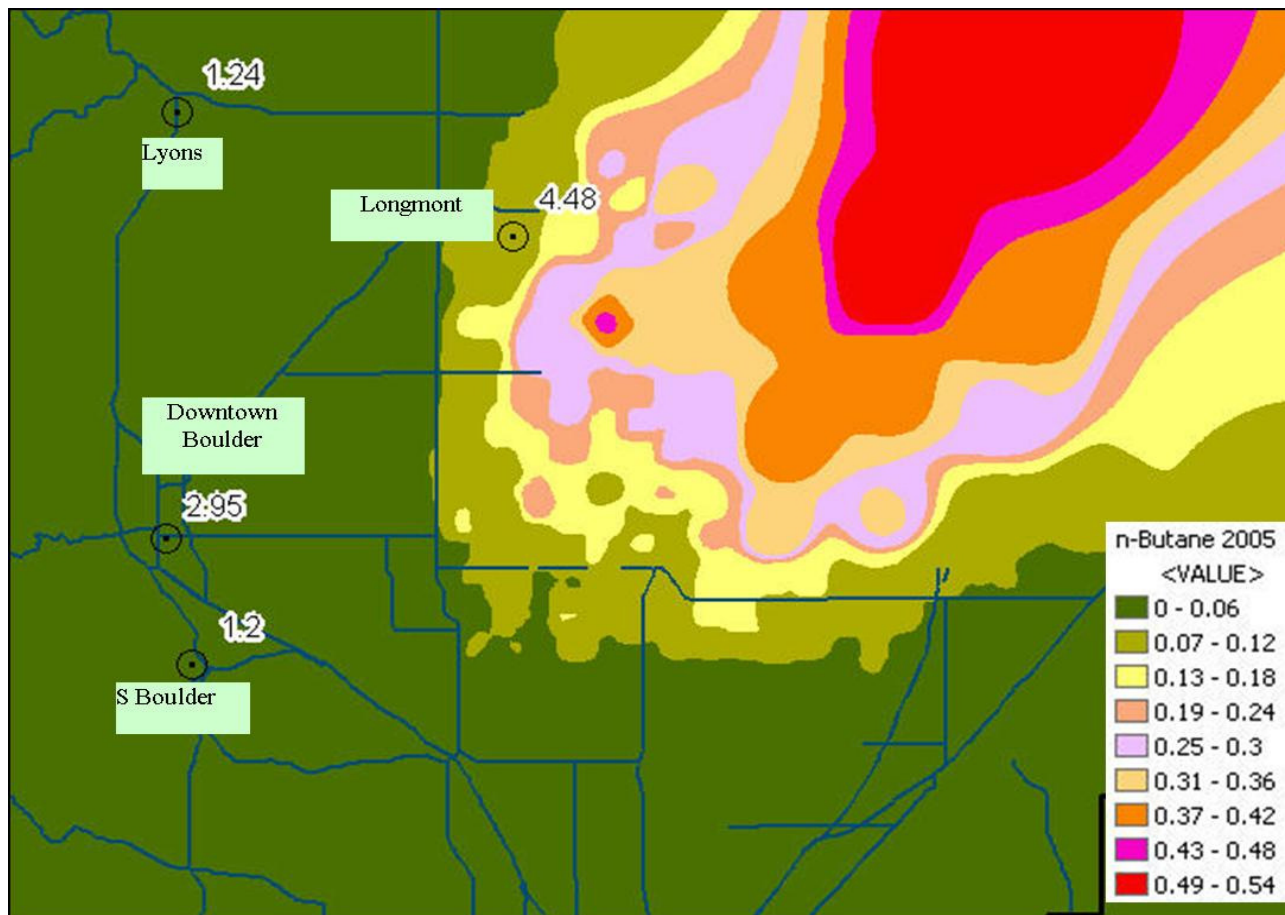 1.24
Lyons
Longmont
4.48
Downtown
Boulder
2.95
1.2
S Boulder
n-Butane 2005
<VALUE>
0 - 0.06
0.07 - 0.12
0.13 - 0.18
0.19 - 0.24
0.25 - 0.3
0.31 - 0.36
0.37 - 0.42
0.43 - 0.48
0.49 - 0.54